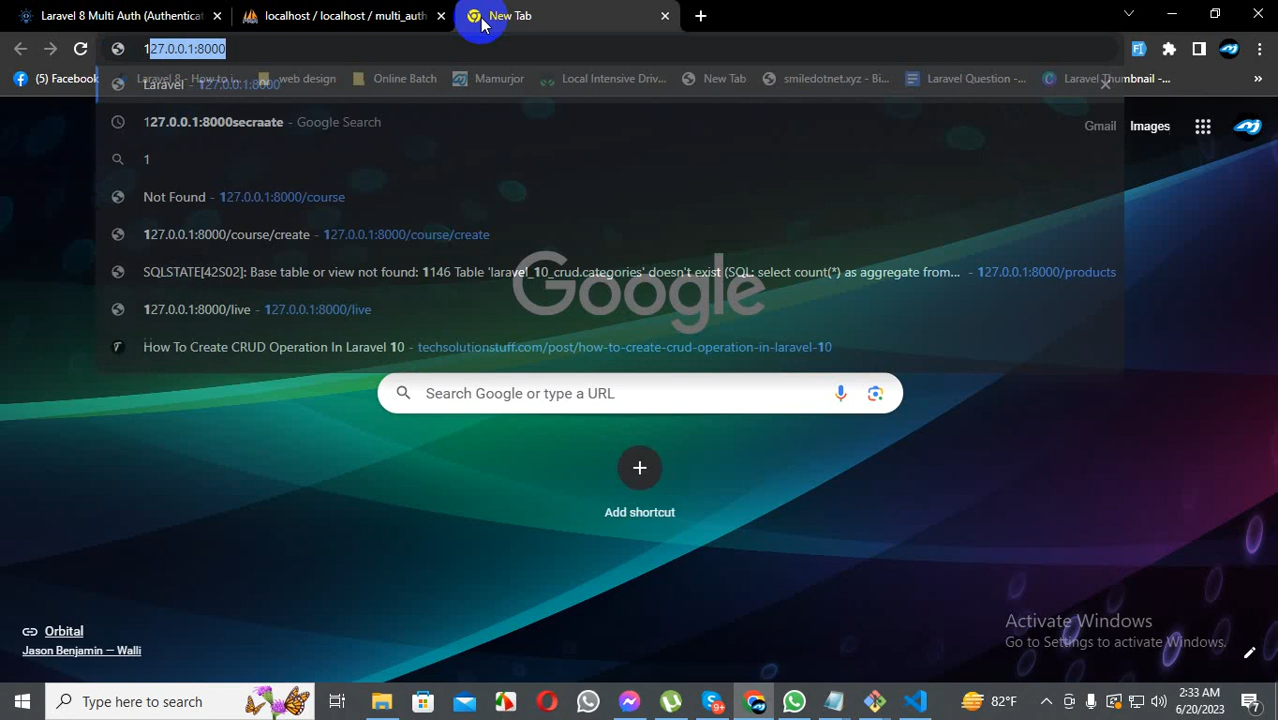 Laravel 8 Multi Auth (Authenticat
localhost / localhost / multi_auth
New Tab
127.0.0.1:8000
(5) Facebook
Laravel 8 - How to i...
web design
Online Batch
Mamurjor
Local Intensive Driv...
New Tab
smiledotnet.xyz - Bi...
Laravel Question -...
Laravel Thumbnail -...
»
Laravel - 127.0.0.1:8000
127.0.0.1:8000secraate - Google Search
1
Not Found - 127.0.0.1:8000/course
127.0.0.1:8000/course/create - 127.0.0.1:8000/course/create
SQLSTATE[42S02]: Base table or view not found: 1146 Table 'laravel_10_crud.categories' doesn't exist (SQL: select count(*) as aggregate from... - 127.0.0.1:8000/products
127.0.0.1:8000/live - 127.0.0.1:8000/live
How To Create CRUD Operation In Laravel 10 - techsolutionstuff.com/post/how-to-create-crud-operation-in-laravel-10
Gmail
Images
Google
Search Google or type a URL
Add shortcut
Orbital
Jason Benjamin — Walli
Activate Windows
Go to Settings to activate Windows.
Type here to search
9+
82°F
2:33 AM
6/20/2023
7